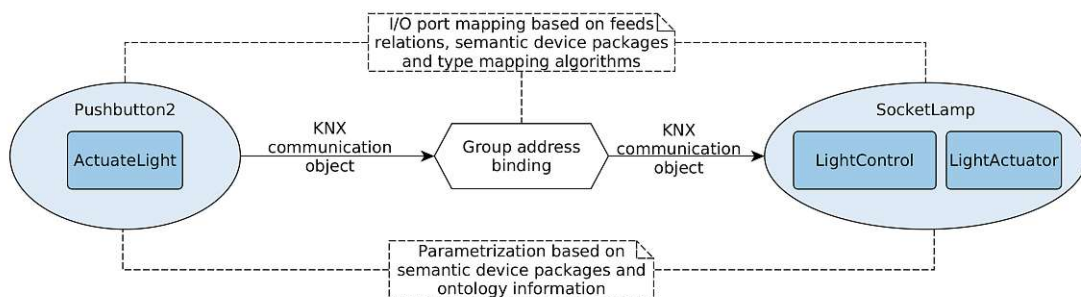 I/O port mapping based on feeds
relations, semantic device packages
and type mapping algorithms
Pushbutton2
ActuateLight
KNX
communication
object
Group address
binding
KNX
communication
object
SocketLamp
LightControl
LightActuator
Parametrization based on
semantic device packages and
ontology information